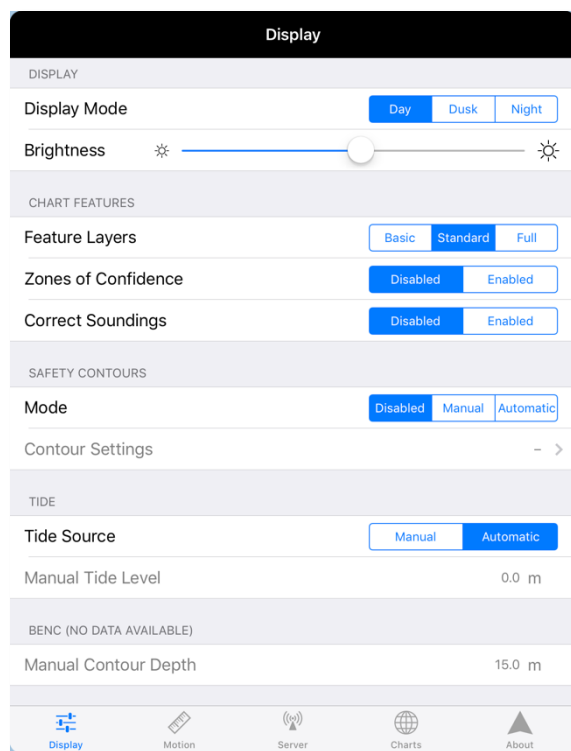 Display
DISPLAY
Display Mode Day Dusk Night
Brightness
CHART FEATURES
Feature Layers Basic Standard Full
Zones of Confidence Disabled Enabled
Correct Soundings Disabled Enabled
SAFETY CONTOURS
Mode Disabled Manual Automatic
Contour Settings -
TIDE
Tide Source Manual Automatic
Manual Tide Level 0.0 m
BENC (NO DATA AVAILABLE)
Manual Contour Depth 15.0 m
Display Motion Server Charts About